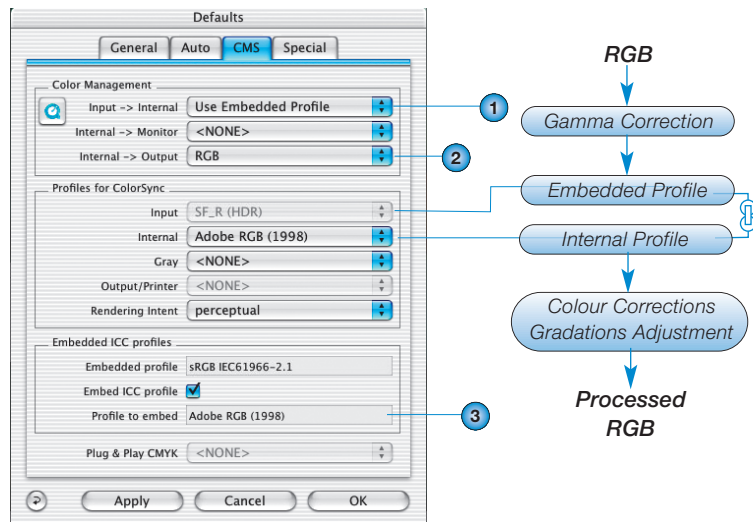 Defaults
General Auto CMS Special
Color Management
Input -> Internal Use Embedded Profile
Internal -> Monitor <NONE>
Internal -> Output RGB
Profiles for ColorSync
Input SF_R (HDR)
Internal Adobe RGB (1998)
Gray <NONE>
Output/Printer <NONE>
Rendering Intent perceptual
Embedded ICC profiles
Embedded profile sRGB IEC61966-2.1
Embed ICC profile
Profile to embed Adobe RGB (1998)
Plug & Play CMYK <NONE>
Apply Cancel OK
1
2
3
RGB
Gamma Correction
Embedded Profile
Internal Profile
Colour Corrections
Gradations Adjustment
Processed
RGB